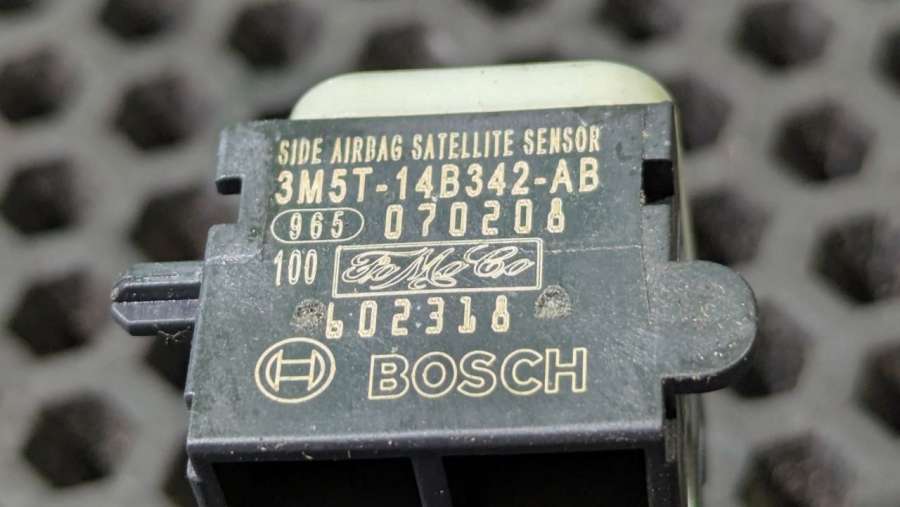 SIDE AIRBAG SATELLITE SENSOR
3M5T-14B342-AB
965 070208
100 FoMoCo
602318
BOSCH